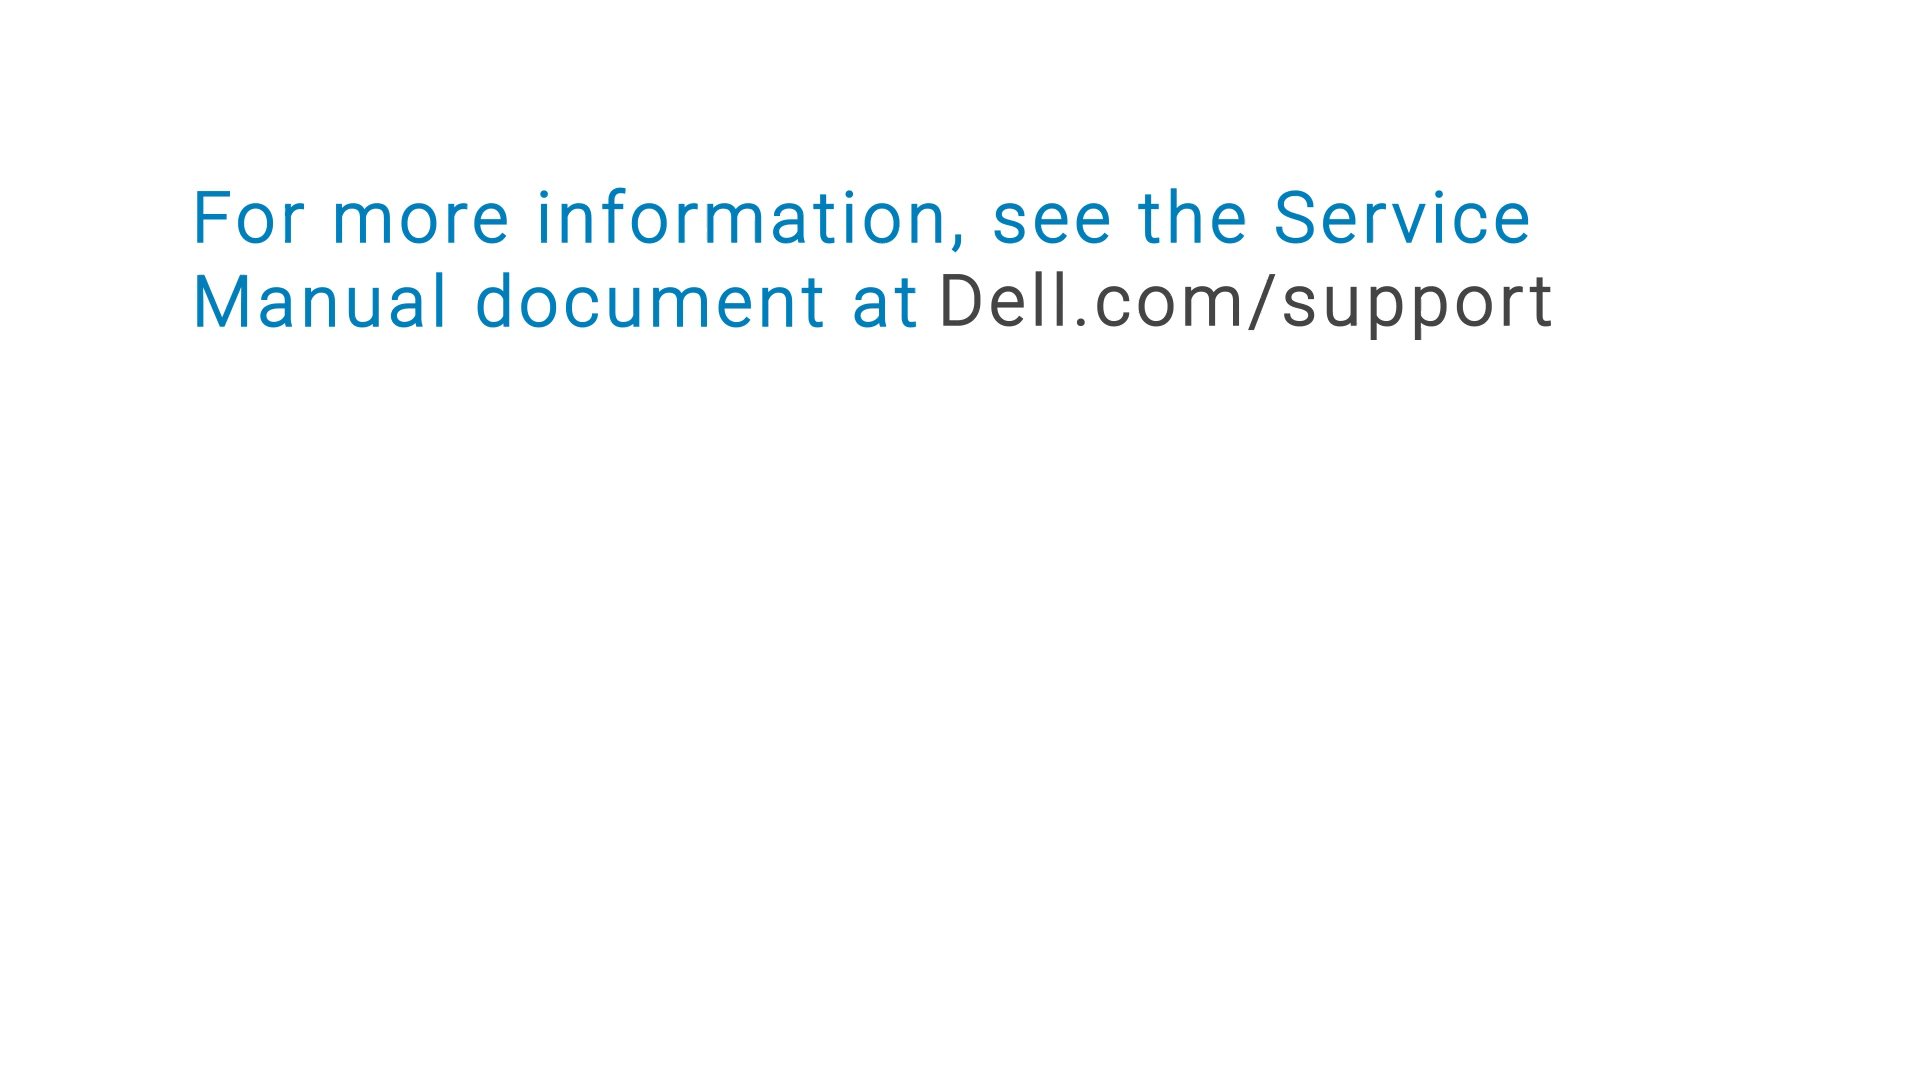 For more information, see the Service
Manual document at Dell.com/support